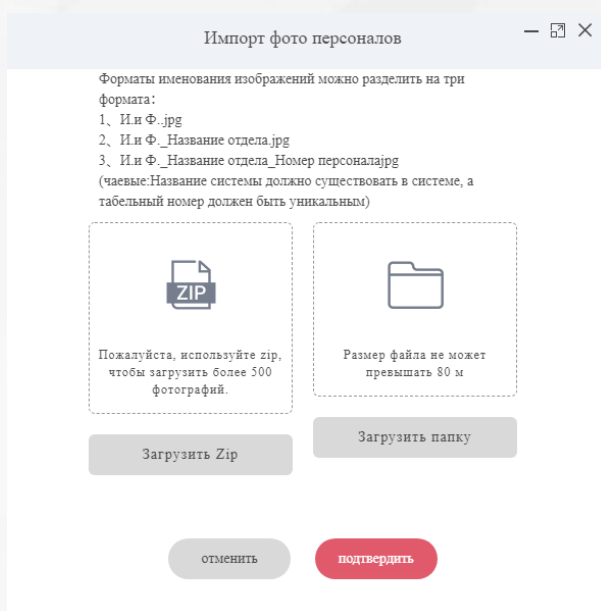 Импорт фото персоналов
Форматы именования изображений можно разделить на три
формата：
1、И.и Ф..jpg
2、И.и Ф._Название отдела.jpg
3、И.и Ф._Название отдела_Номер персоналаjpg
(чаевые:Название системы должно существовать в системе, а
табельный номер должен быть уникальным)
ZIP
Пожалуйста, используйте zip,
чтобы загрузить более 500
фотографий.
Загрузить Zip
Размер файла не может
превышать 80 м
Загрузить папку
отменить
подтвердить